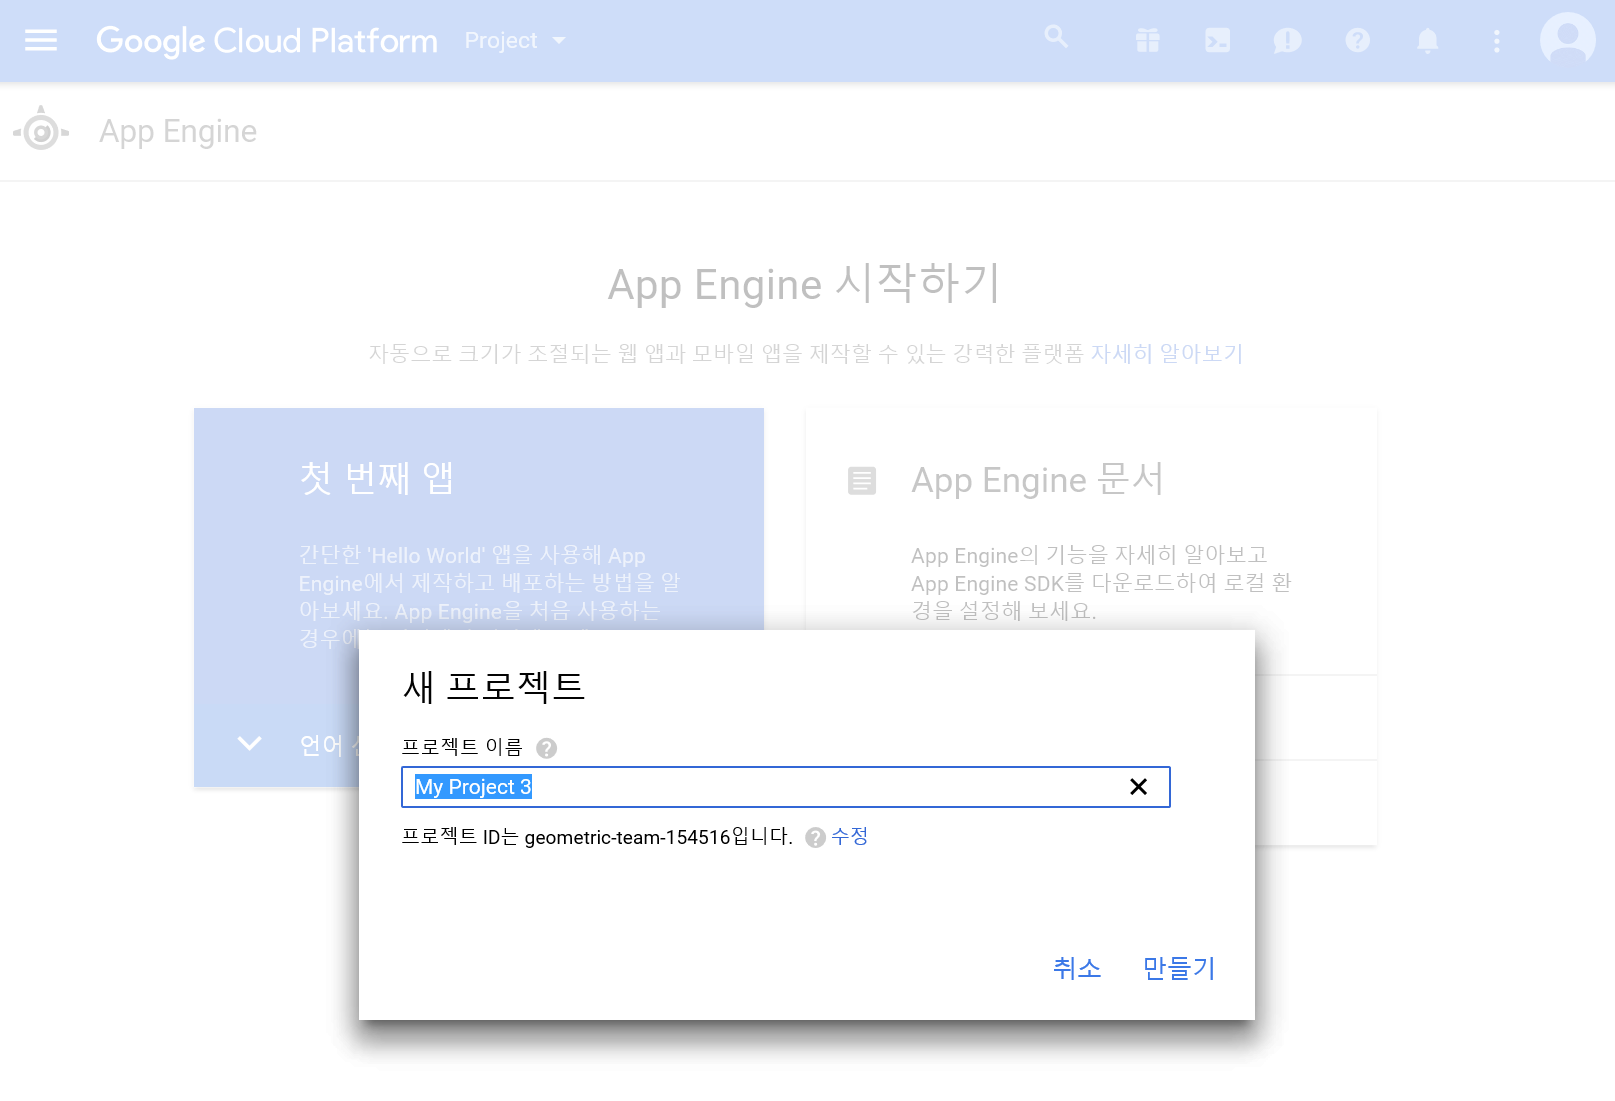 Google Cloud Platform Project
App Engine
App Engine 시작하기
자동으로 크기가 조절되는 웹 앱과 모바일 앱을 제작할 수 있는 강력한 플랫폼 자세히 알아보기
첫 번째 앱
간단한 'Hello World' 앱을 사용해 App
Engine에서 제작하고 배포하는 방법을 알
아보세요. App Engine을 처음 사용하는
언어
App Engine 문서
App Engine의 기능을 자세히 알아보고
App Engine SDK를 다운로드하여 로컬 환
경을 설정해 보세요.
새 프로젝트
프로젝트 이름
My Project 3
프로젝트 ID는 geometric-team-154516입니다. 수정
취소 만들기